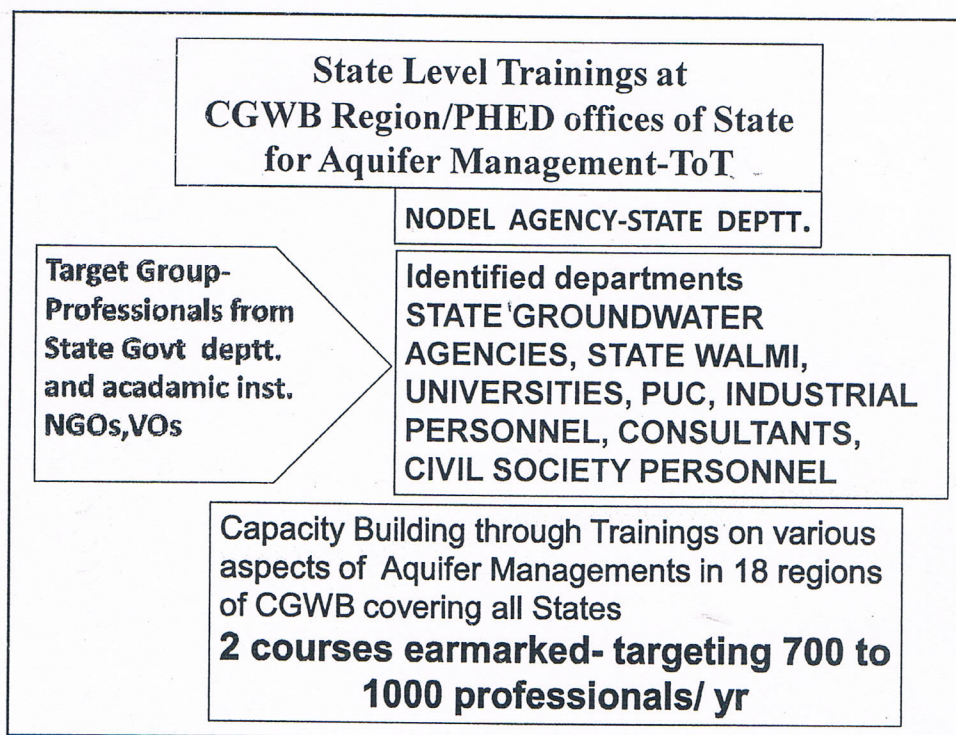 State Level Trainings at
CGWB Region/PHED offices of State
for Aquifer Management-ToT
NODEL AGENCY-STATE DEPTT.
Target Group-
Professionals from
State Govt deptt.
and acadamic inst.
NGOs,VOs
Identified departments
STATE GROUNDWATER
AGENCIES, STATE WALMI,
UNIVERSITIES, PUC, INDUSTRIAL
PERSONNEL, CONSULTANTS,
CIVIL SOCIETY PERSONNEL
Capacity Building through Trainings on various
aspects of Aquifer Managements in 18 regions
of CGWB covering all States
2 courses earmarked- targeting 700 to
1000 professionals/ yr